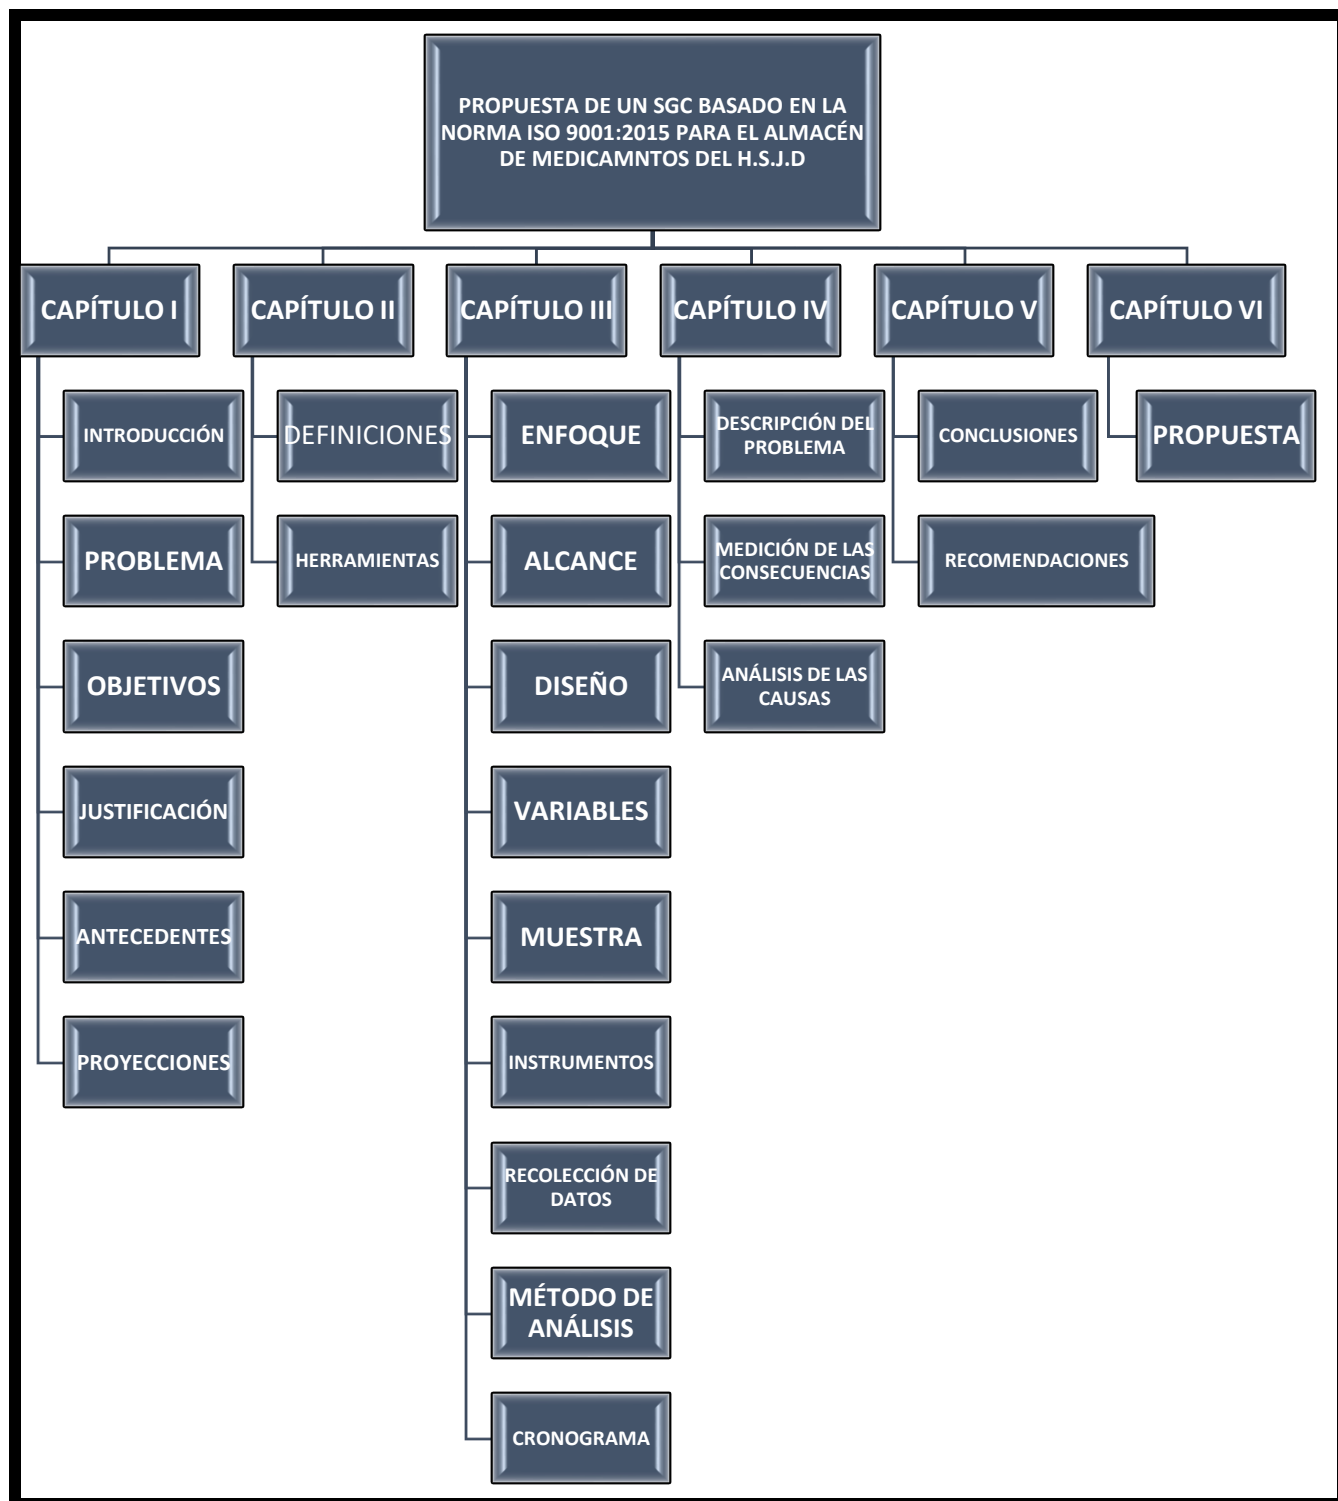 PROPUESTA DE UN SGC BASADO EN LA
NORMA ISO 9001:2015 PARA EL ALMACÉN
DE MEDICAMNTOS DEL H.S.J.D
CAPÍTULO I
INTRODUCCIÓN
PROBLEMA
OBJETIVOS
JUSTIFICACIÓN
ANTECEDENTES
PROYECCIONES
CAPÍTULO II
DEFINICIONES
HERRAMIENTAS
CAPÍTULO III
ENFOQUE
ALCANCE
DISEÑO
VARIABLES
MUESTRA
INSTRUMENTOS
RECOLECCIÓN DE
DATOS
MÉTODO DE
ANÁLISIS
CRONOGRAMA
CAPÍTULO IV
DESCRIPCIÓN DEL
PROBLEMA
MEDICIÓN DE LAS
CONSECUENCIAS
ANÁLISIS DE LAS
CAUSAS
CAPÍTULO V
CONCLUSIONES
RECOMENDACIONES
CAPÍTULO VI
PROPUESTA